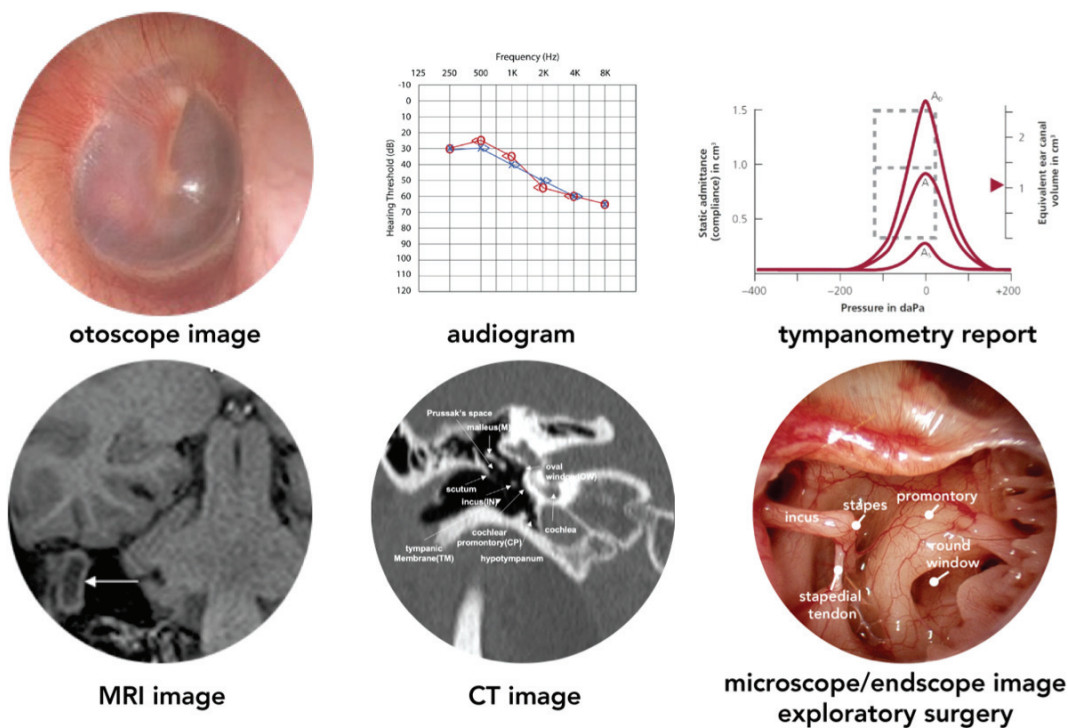 Frequency (Hz)
125 250 500 1K 2K 4K 8K
-10
0
10
20
30
40
50
60
70
80
90
100
110
120
Hearing Threshold (dB)
Static admittance
(compliance) in cm³
1.5
1.0
0.5
A_D
A
A_S
2
1
Equivalent ear canal
volume in cm³
−400 −200 0 +200
Pressure in daPa
otoscope image
audiogram
tympanometry report
Prussak's space
malleus(M)
oval
window(OW)
scutum
incus(IN)
cochlea
cochlear
promontory(CP)
tympanic
Membrane(TM)
hypotympanum
promontory
stapes
incus
round
window
stapedial
tendon
MRI image
CT image
microscope/endscope image
exploratory surgery